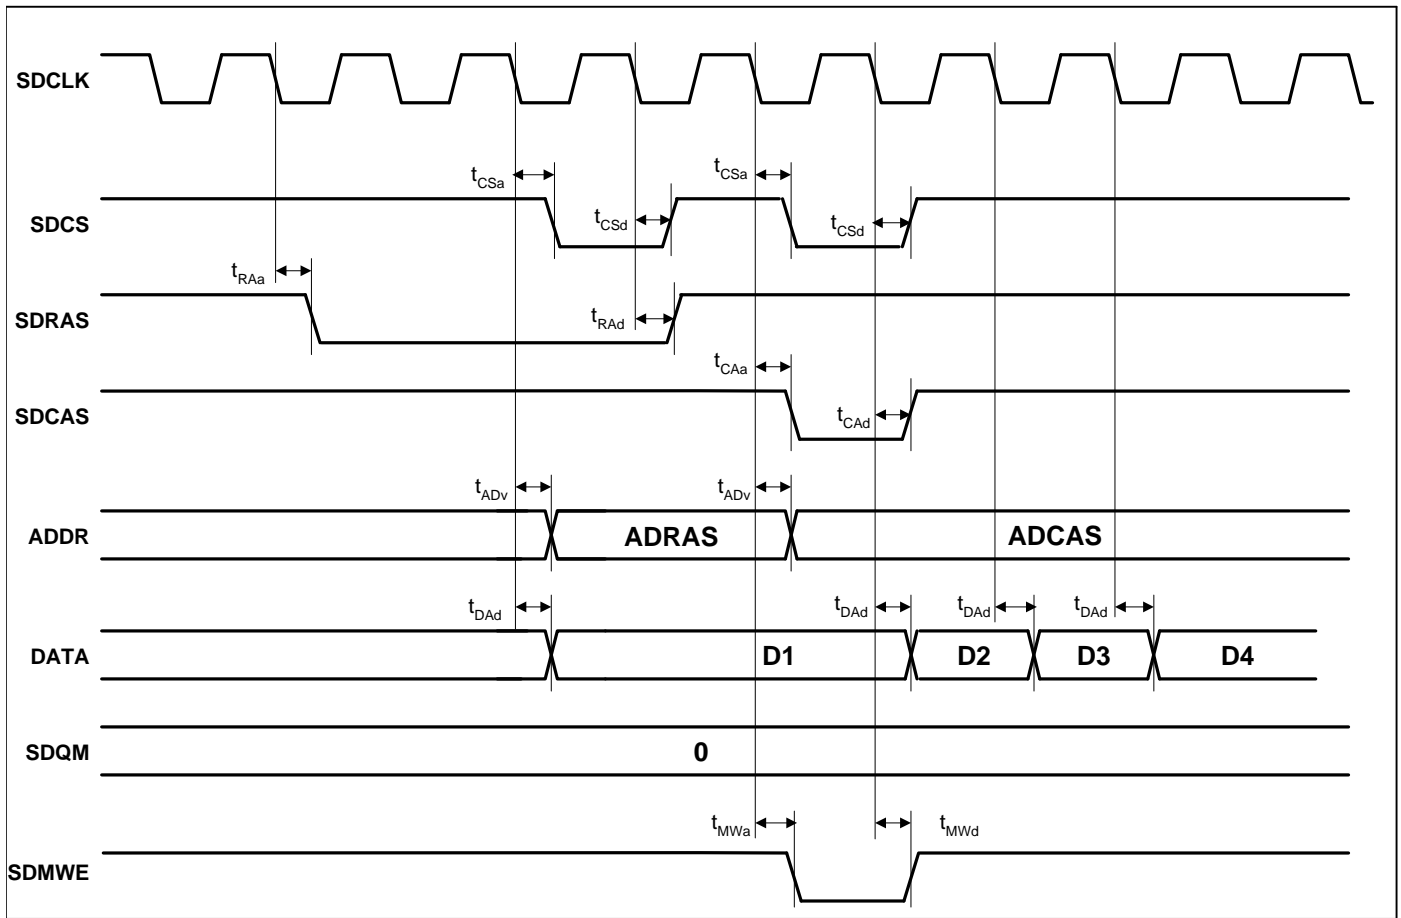 SDCLK
tCSa
tCSa
SDCS
tCSd
tCSd
tRAa
SDRAS
tRAd
tCAa
SDCAS
tCAd
tADv
tADv
ADDR
ADRAS
ADCAS
tDAd
tDAd
tDAd
tDAd
DATA
D1
D2
D3
D4
SDQM
0
tMWa
tMWd
SDMWE